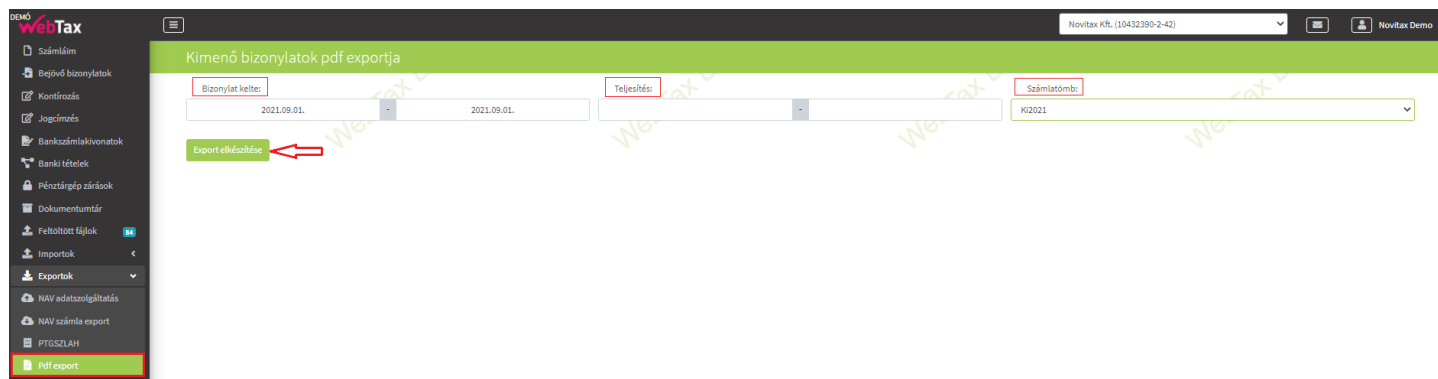 DEMÓ
WebTax
Novitax Kft. (10432390-2-42)
Novitax Demo
Számláim
Bejövő bizonylatok
Kontírozás
Jogcímzés
Bankszámlakivonatok
Banki tételek
Pénztárgép zárások
Dokumentumtár
Feltöltött fájlok 84
Importok
Exportok
NAV adatszolgáltatás
NAV számla export
PTGSZLAH
Pdf export
Kimenő bizonylatok pdf exportja
Bizonylat kelte: Teljesítés: Számlatömb:
2021.09.01. - 2021.09.01. - Ki2021
Export elkészítése